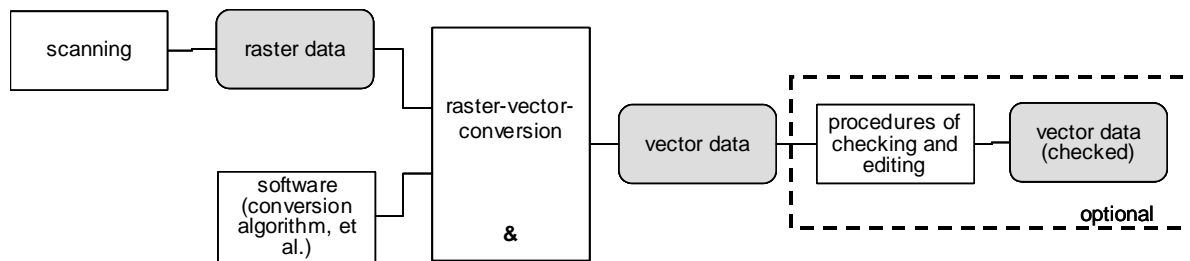 scanning
raster data
raster-vector-
conversion
&
software
(conversion
algorithm, et
al.)
vector data
procedures of
checking and
editing
vector data
(checked)
optional